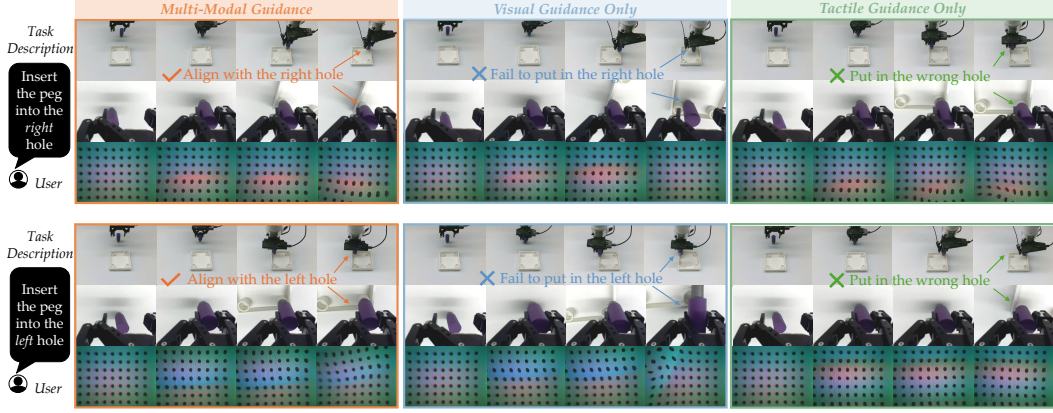 Multi-Modal Guidance
Visual Guidance Only
Tactile Guidance Only
Task
Description
Insert
the peg
into the
right
hole
User
Align with the right hole
Fail to put in the right hole
Put in the wrong hole
Task
Description
Insert
the peg
into the
left hole
User
Align with the left hole
Fail to put in the left hole
Put in the wrong hole